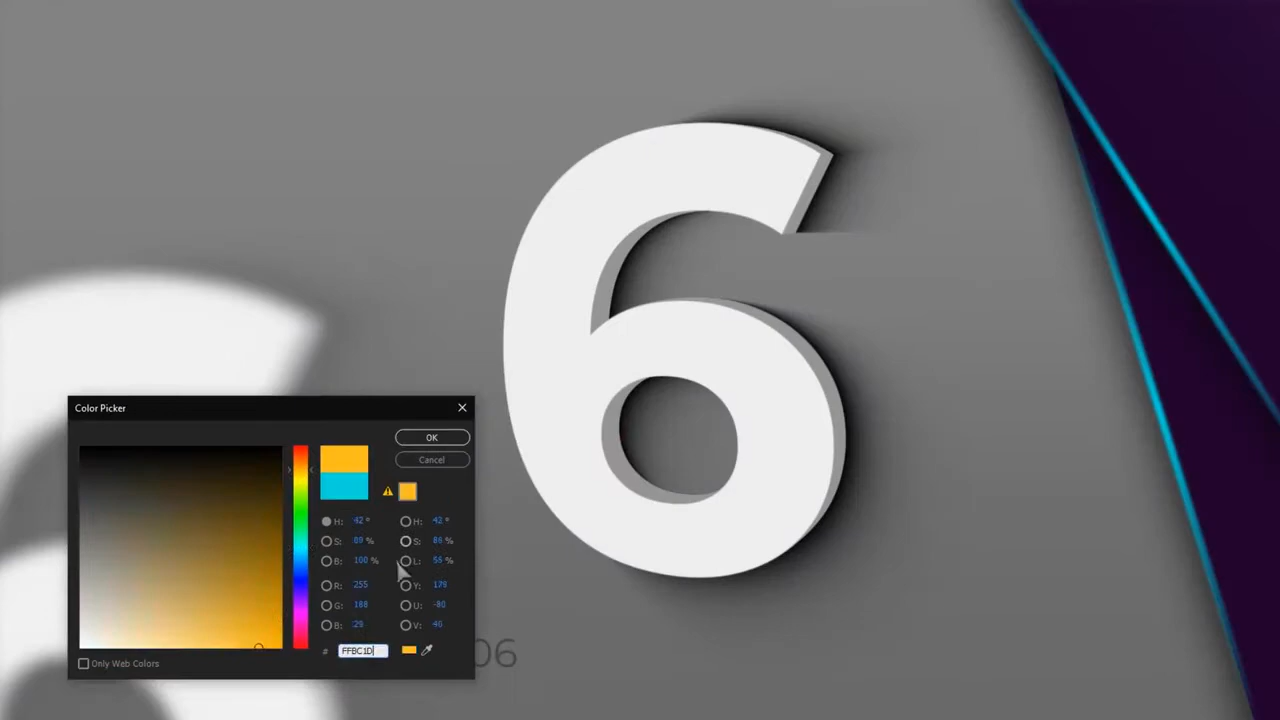 6
Color Picker
OK
Cancel
H: 42 ° H: 42 °
S: 89 % S: 86 %
B: 100 % L: 55 %
R: 255 Y: 179
G: 188 U: -80
B: 29 V: 46
# FFBC1D
Only Web Colors
06